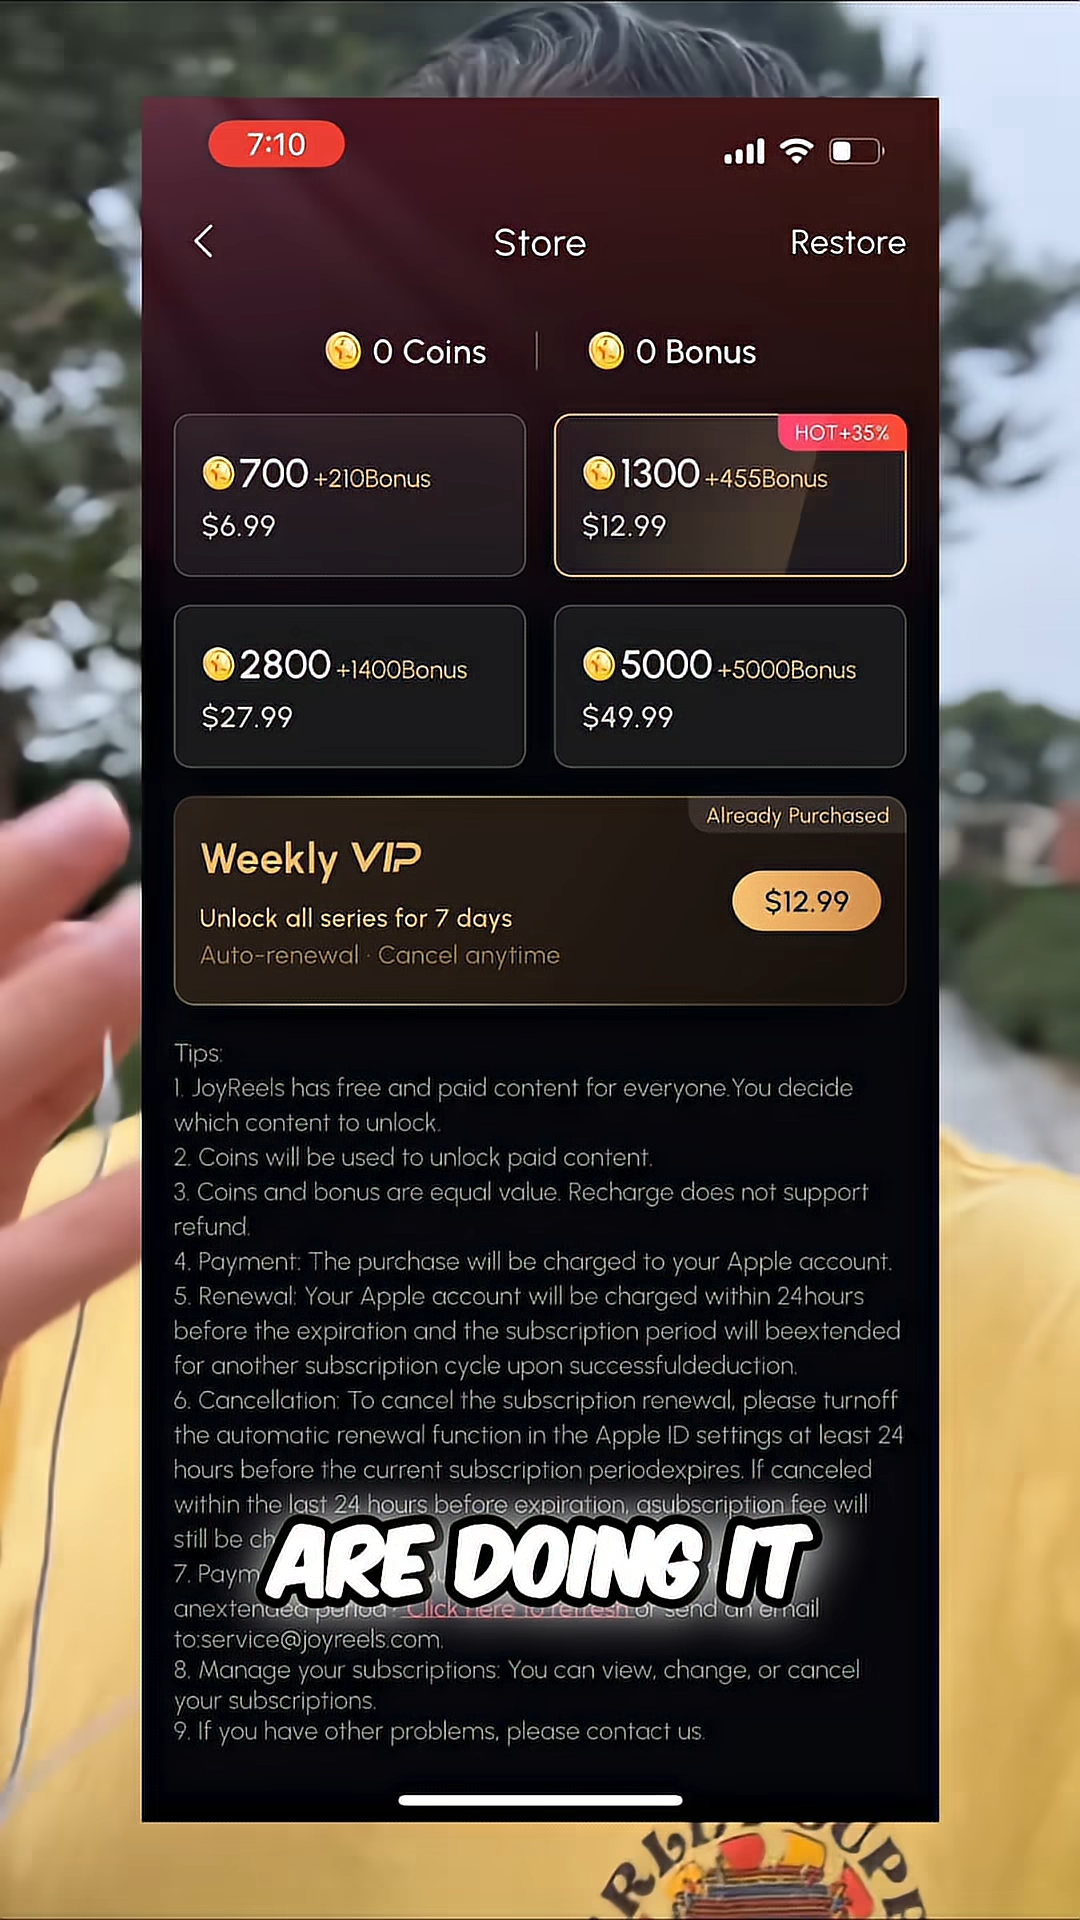 7:10
Store
Restore
0 Coins
0 Bonus
700 +210Bonus
$6.99
HOT+35%
1300 +455Bonus
$12.99
2800 +1400Bonus
$27.99
5000 +5000Bonus
$49.99
Already Purchased
Weekly VIP
$12.99
Unlock all series for 7 days
Auto-renewal · Cancel anytime
Tips:
1. JoyReels has free and paid content for everyone.You decide
which content to unlock.
2. Coins will be used to unlock paid content.
3. Coins and bonus are equal value. Recharge does not support
refund.
4. Payment: The purchase will be charged to your Apple account.
5. Renewal: Your Apple account will be charged within 24hours
before the expiration and the subscription period will beextended
for another subscription cycle upon successfuldeduction.
6. Cancellation: To cancel the subscription renewal, please turnoff
the automatic renewal function in the Apple ID settings at least 24
hours before the current subscription periodexpires. If canceled
within the last 24 hours before expiration, asubscription fee will
still be
ARE DOING IT
7.
anextended period? Click here to refresh or send an email
to:service@joyreels.com.
8. Manage your subscriptions: You can view, change, or cancel
your subscriptions.
9. If you have other problems, please contact us.